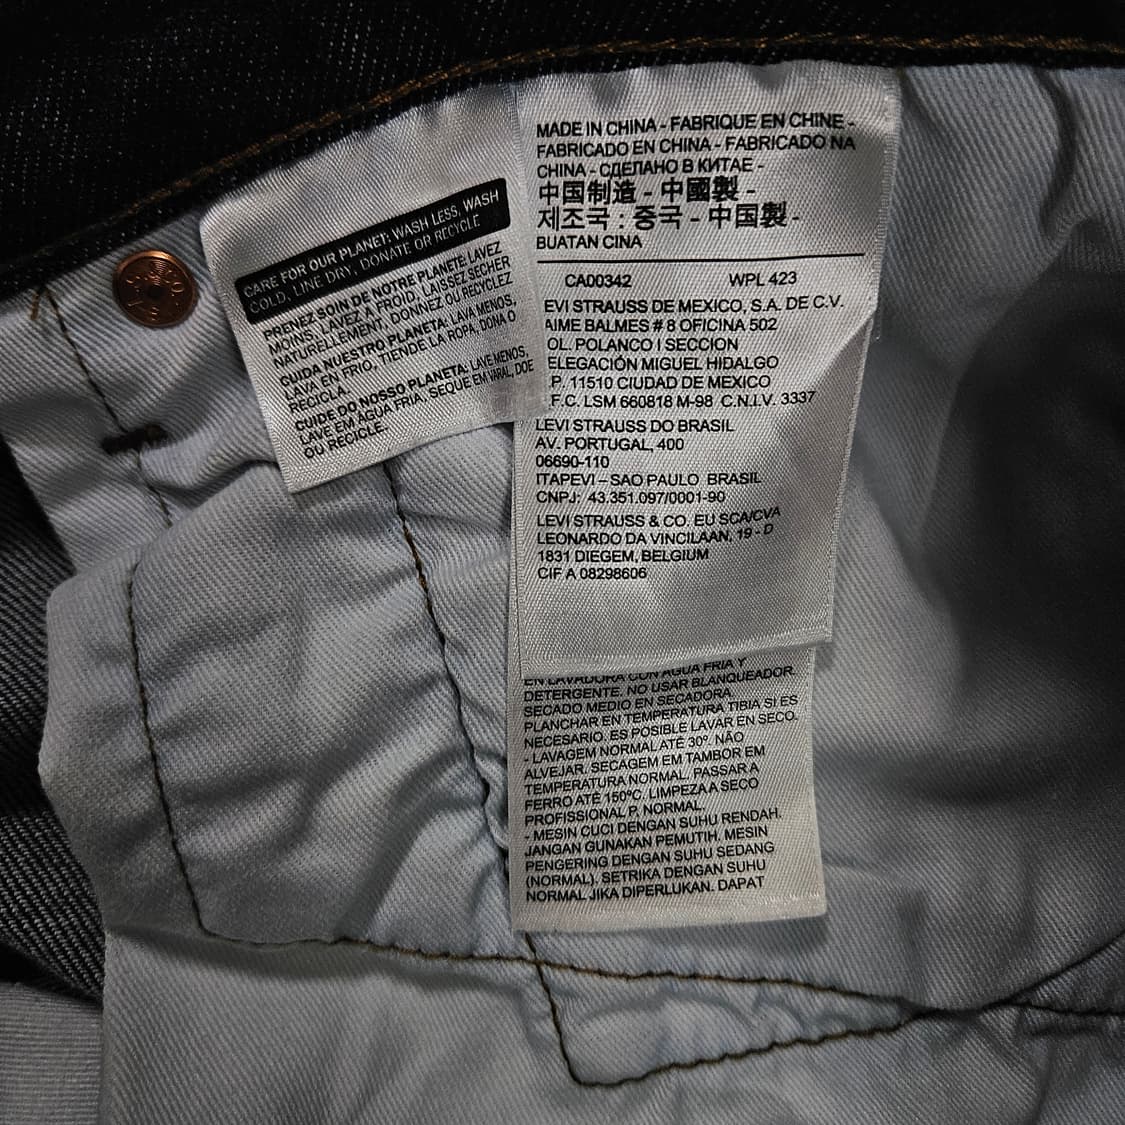 CARE FOR OUR PLANET: WASH LESS, WASH
COLD, LINE DRY, DONATE OR RECYCLE
PRENEZ SOIN DE NOTRE PLANETE: LAVEZ
MOINS, LAVEZ A FROID, LAISSEZ SECHER
NATURELLEMENT, DONNEZ OU RECYCLEZ
CUIDA NUESTRO PLANETA: LAVA MENOS,
LAVA EN FRIO, TIENDE LA ROPA, DONA O
RECICLA.
CUIDE DO NOSSO PLANETA: LAVE MENOS,
LAVE EM AGUA FRIA, SEQUE EM VARAL, DOE
OU RECICLE.
MADE IN CHINA - FABRIQUE EN CHINE -
FABRICADO EN CHINA - FABRICADO NA
CHINA - СДЕЛАНО В КИТАЕ -
中国制造 - 中國製 -
제조국 : 중국 - 中国製 -
BUATAN CINA
CA00342 WPL 423
EVI STRAUSS DE MEXICO, S.A. DE C.V.
AIME BALMES # 8 OFICINA 502
OL. POLANCO I SECCION
ELEGACIÓN MIGUEL HIDALGO
.P. 11510 CIUDAD DE MEXICO
.F.C. LSM 660818 M-98 C.N.I.V. 3337
LEVI STRAUSS DO BRASIL
AV. PORTUGAL, 400
06690-110
ITAPEVI – SAO PAULO BRASIL
CNPJ: 43.351.097/0001-90
LEVI STRAUSS & CO. EU SCA/CVA
LEONARDO DA VINCILAAN, 19 - D
1831 DIEGEM, BELGIUM
CIF A 08298606
EN LAVADORA CON AGUA FRIA Y
DETERGENTE. NO USAR BLANQUEADOR.
SECADO MEDIO EN SECADORA.
PLANCHAR EN TEMPERATURA TIBIA SI ES
NECESARIO. ES POSIBLE LAVAR EN SECO.
- LAVAGEM NORMAL ATÉ 30º. NÃO
ALVEJAR. SECAGEM EM TAMBOR EM
TEMPERATURA NORMAL. PASSAR A
FERRO ATÉ 150ºC. LIMPEZA A SECO
PROFISSIONAL P. NORMAL.
- MESIN CUCI DENGAN SUHU RENDAH.
JANGAN GUNAKAN PEMUTIH. MESIN
PENGERING DENGAN SUHU SEDANG
(NORMAL). SETRIKA DENGAN SUHU
NORMAL JIKA DIPERLUKAN. DAPAT